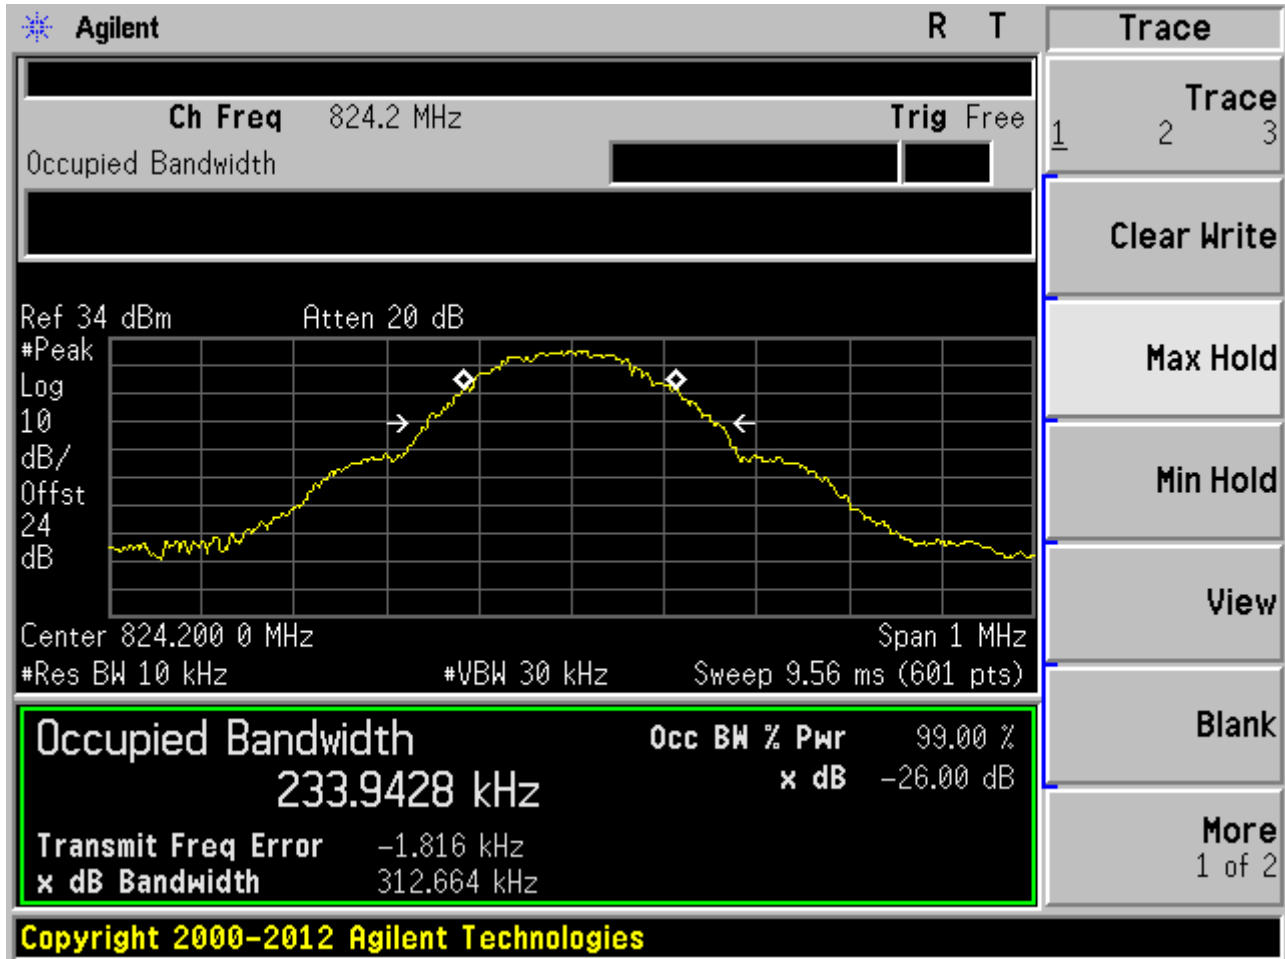 Agilent R T
Trace
Ch Freq 824.2 MHz Trig Free
Occupied Bandwidth
Trace
1 2 3
Clear Write
Max Hold
Min Hold
View
Blank
More
1 of 2
Ref 34 dBm Atten 20 dB
#Peak
Log
10
dB/
Offst
24
dB
Center 824.200 0 MHz Span 1 MHz
#Res BW 10 kHz #VBW 30 kHz Sweep 9.56 ms (601 pts)
Occupied Bandwidth Occ BW % Pwr 99.00 %
233.9428 kHz x dB -26.00 dB
Transmit Freq Error -1.816 kHz
x dB Bandwidth 312.664 kHz
Copyright 2000-2012 Agilent Technologies